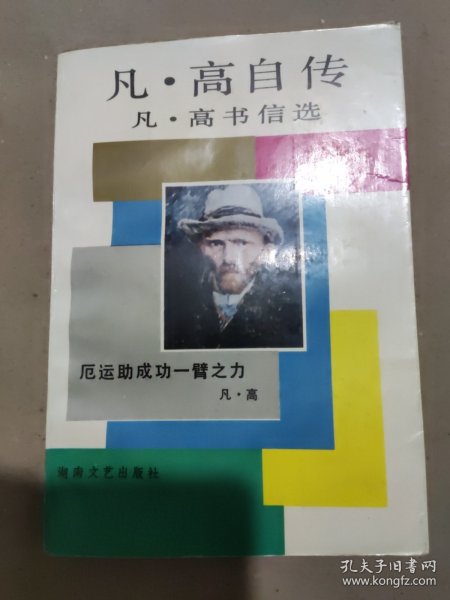 凡·高自传
凡·高书信选
厄运助成功一臂之力
凡·高
湖南文艺出版社
孔夫子旧书网
www.kongfz.com